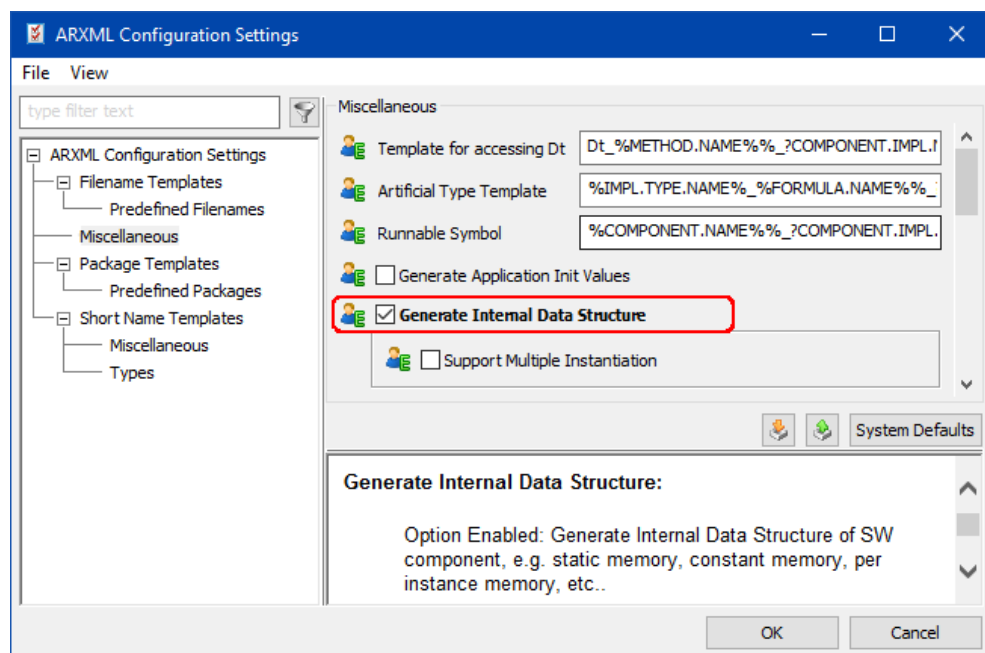 ARXML Configuration Settings
File View
type filter text
ARXML Configuration Settings
Filename Templates
Predefined Filenames
Miscellaneous
Package Templates
Predefined Packages
Short Name Templates
Miscellaneous
Types
Miscellaneous
Template for accessing Dt Dt_%METHOD.NAME%%_?COMPONENT.IMPL.
Artificial Type Template %IMPL.TYPE.NAME%_%FORMULA.NAME%%_
Runnable Symbol %COMPONENT.NAME%%_?COMPONENT.IMPL.
Generate Application Init Values
Generate Internal Data Structure
Support Multiple Instantiation
System Defaults
Generate Internal Data Structure:
Option Enabled: Generate Internal Data Structure of SW
component, e.g. static memory, constant memory, per
instance memory, etc..
OK Cancel